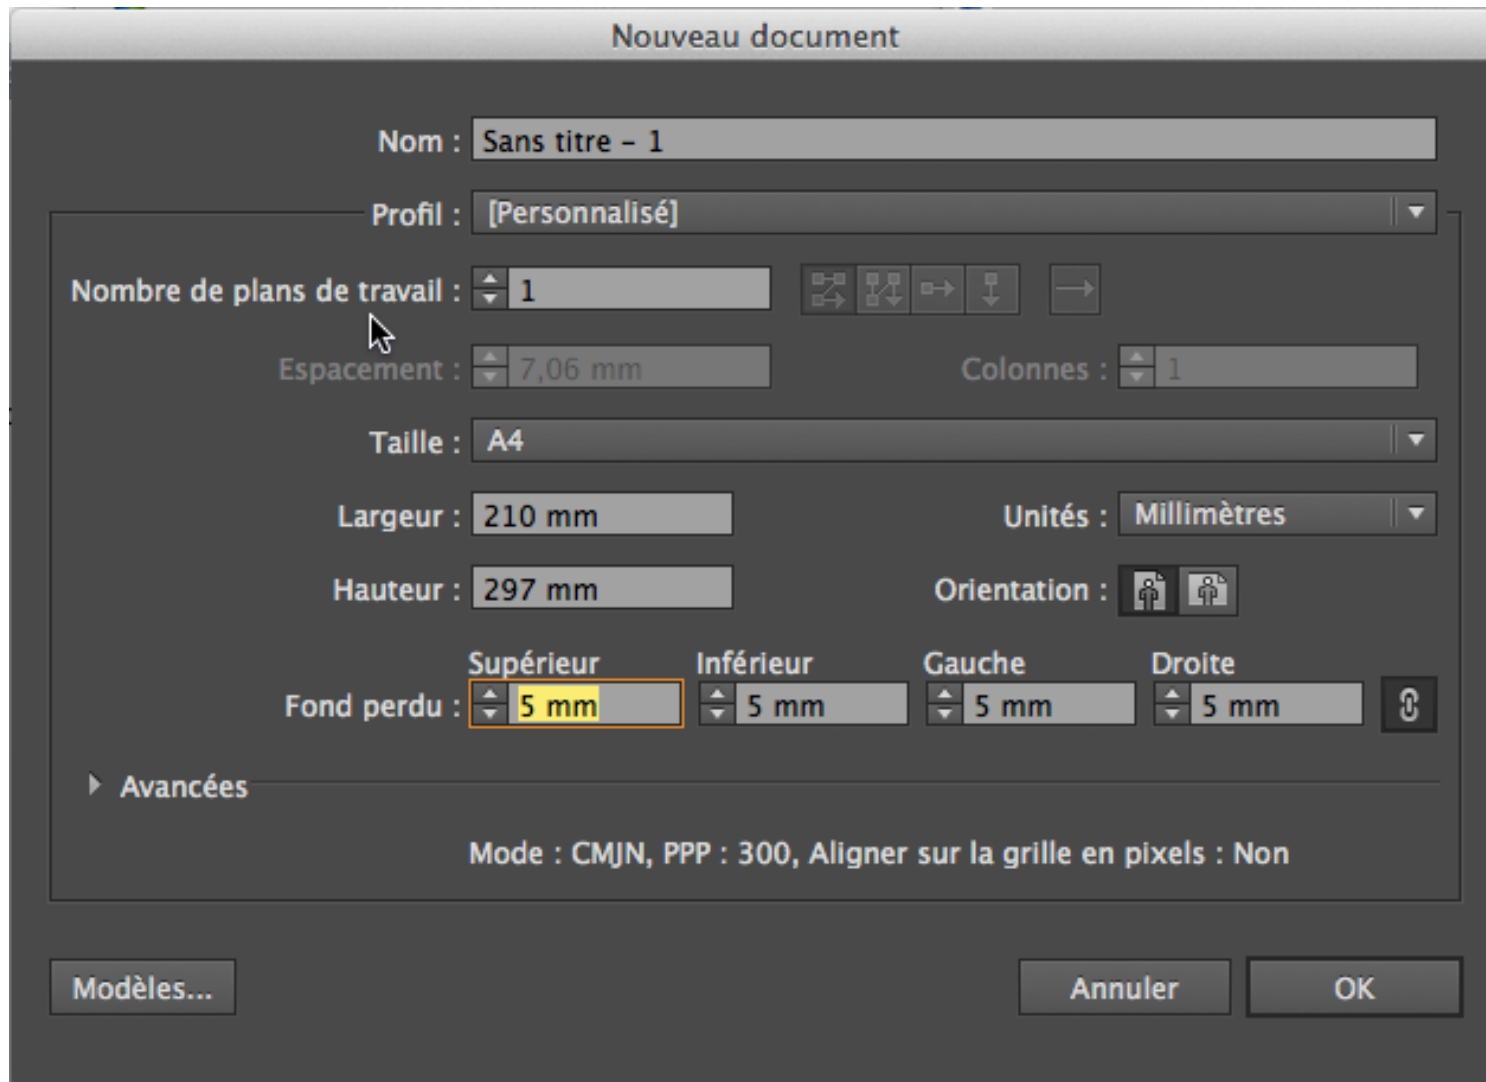 Nouveau document
Nom : Sans titre – 1
Profil : [Personnalisé]
Nombre de plans de travail : 1
Espacement : 7,06 mm Colonnes : 1
Taille : A4
Largeur : 210 mm Unités : Millimètres
Hauteur : 297 mm Orientation :
Supérieur Inférieur Gauche Droite
Fond perdu : 5 mm 5 mm 5 mm 5 mm
Avancées
Mode : CMJN, PPP : 300, Aligner sur la grille en pixels : Non
Modèles... Annuler OK